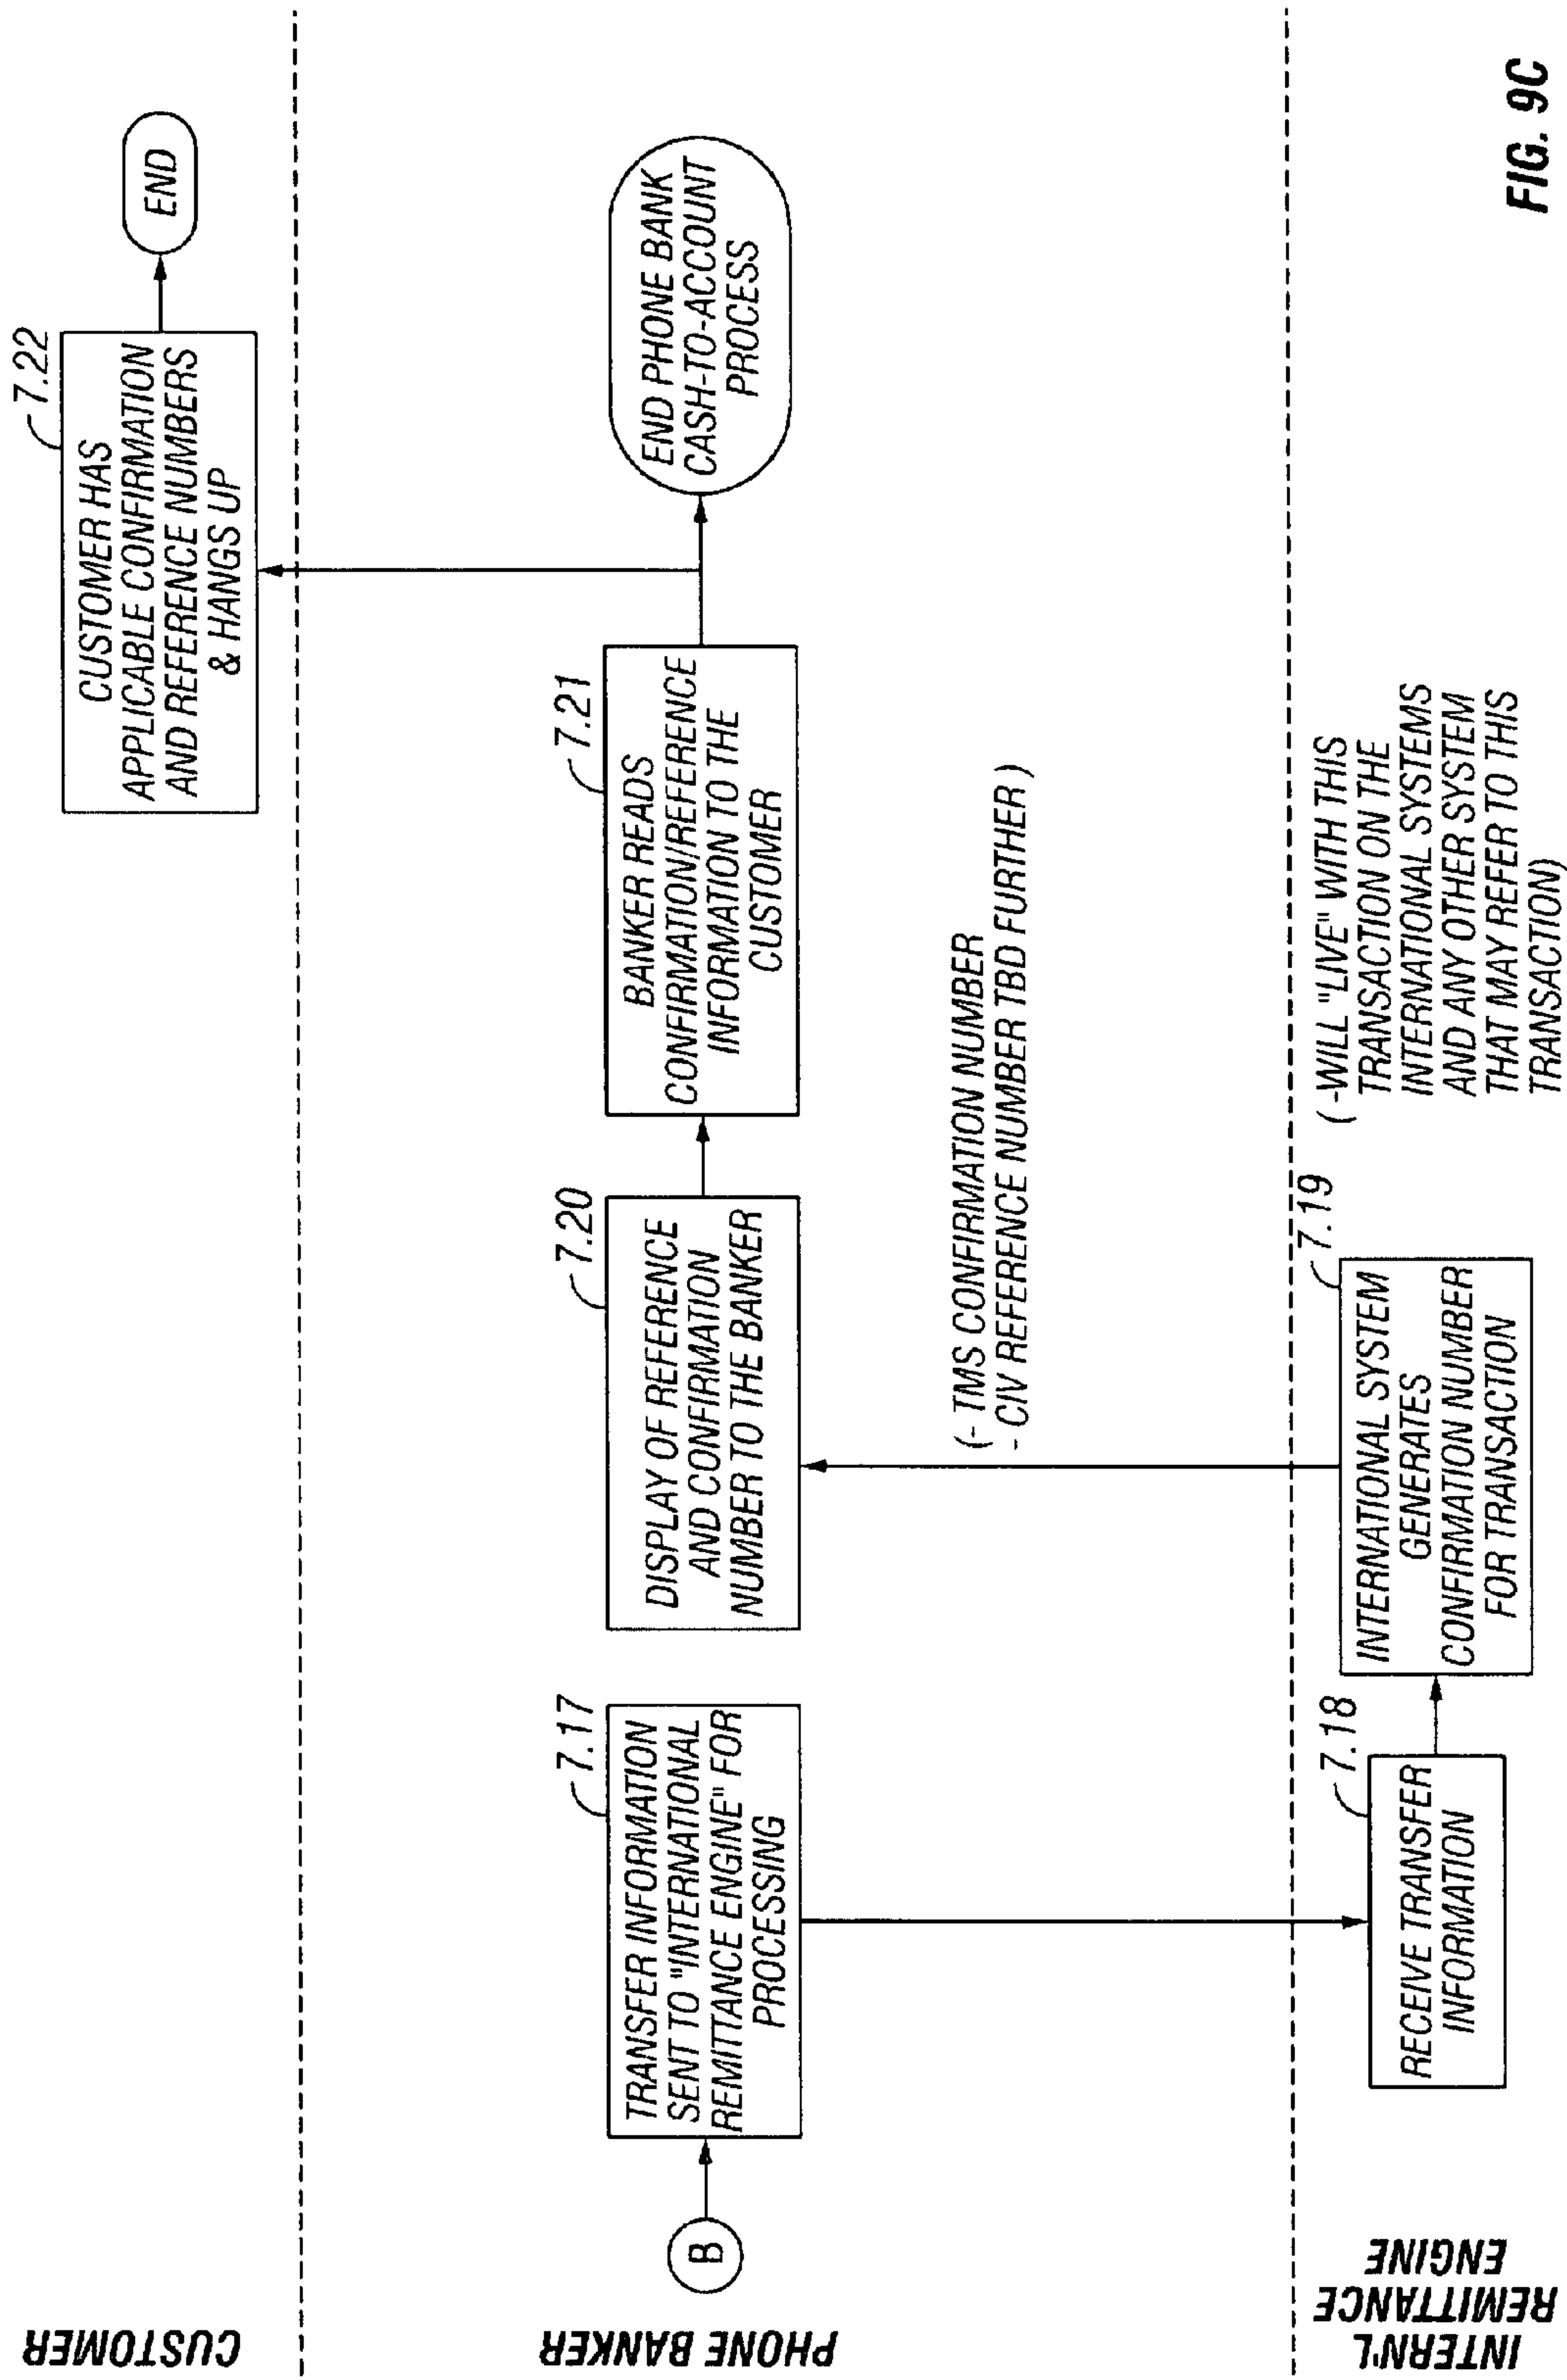 CUSTOMER
7.22
CUSTOMER HAS
APPLICABLE CONFIRMATION
AND REFERENCE NUMBERS
& HANGS UP
END
PHONE BANKER
B
7.17
TRANSFER INFORMATION
SENT TO "INTERNATIONAL
REMITTANCE ENGINE" FOR
PROCESSING
7.20
DISPLAY OF REFERENCE
AND CONFIRMATION
NUMBER TO THE BANKER
7.21
BANKER READS
CONFIRMATION/REFERENCE
INFORMATION TO THE
CUSTOMER
END PHONE BANK
CASH-TO-ACCOUNT
PROCESS
(- TMS CONFIRMATION NUMBER
- CIV REFERENCE NUMBER TBD FURTHER )
INTERN'L
REMITTANCE
ENGINE
7.18
RECEIVE TRANSFER
INFORMATION
7.19
INTERNATIONAL SYSTEM
GENERATES
CONFIRMATION NUMBER
FOR TRANSACTION
( -WILL "LIVE" WITH THIS
TRANSACTION ON THE
INTERNATIONAL SYSTEMS
AND ANY OTHER SYSTEM
THAT MAY REFER TO THIS
TRANSACTION)
FIG. 9C